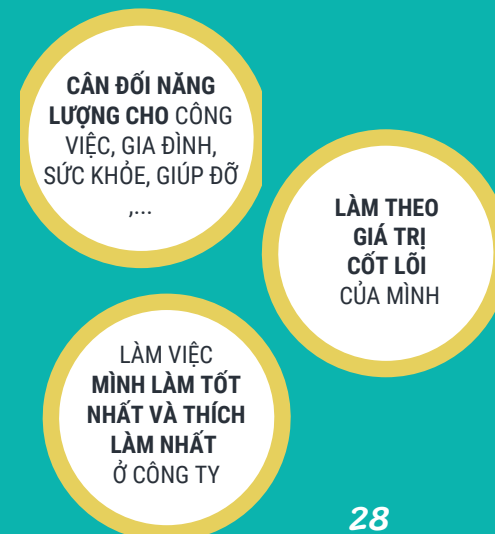 CÂN ĐỐI NĂNG
LƯỢNG CHO CÔNG
VIỆC, GIA ĐÌNH,
SỨC KHỎE, GIÚP ĐỠ
,...
LÀM THEO
GIÁ TRỊ
CỐT LÕI
CỦA MÌNH
LÀM VIỆC
MÌNH LÀM TỐT
NHẤT VÀ THÍCH
LÀM NHẤT
Ở CÔNG TY
28